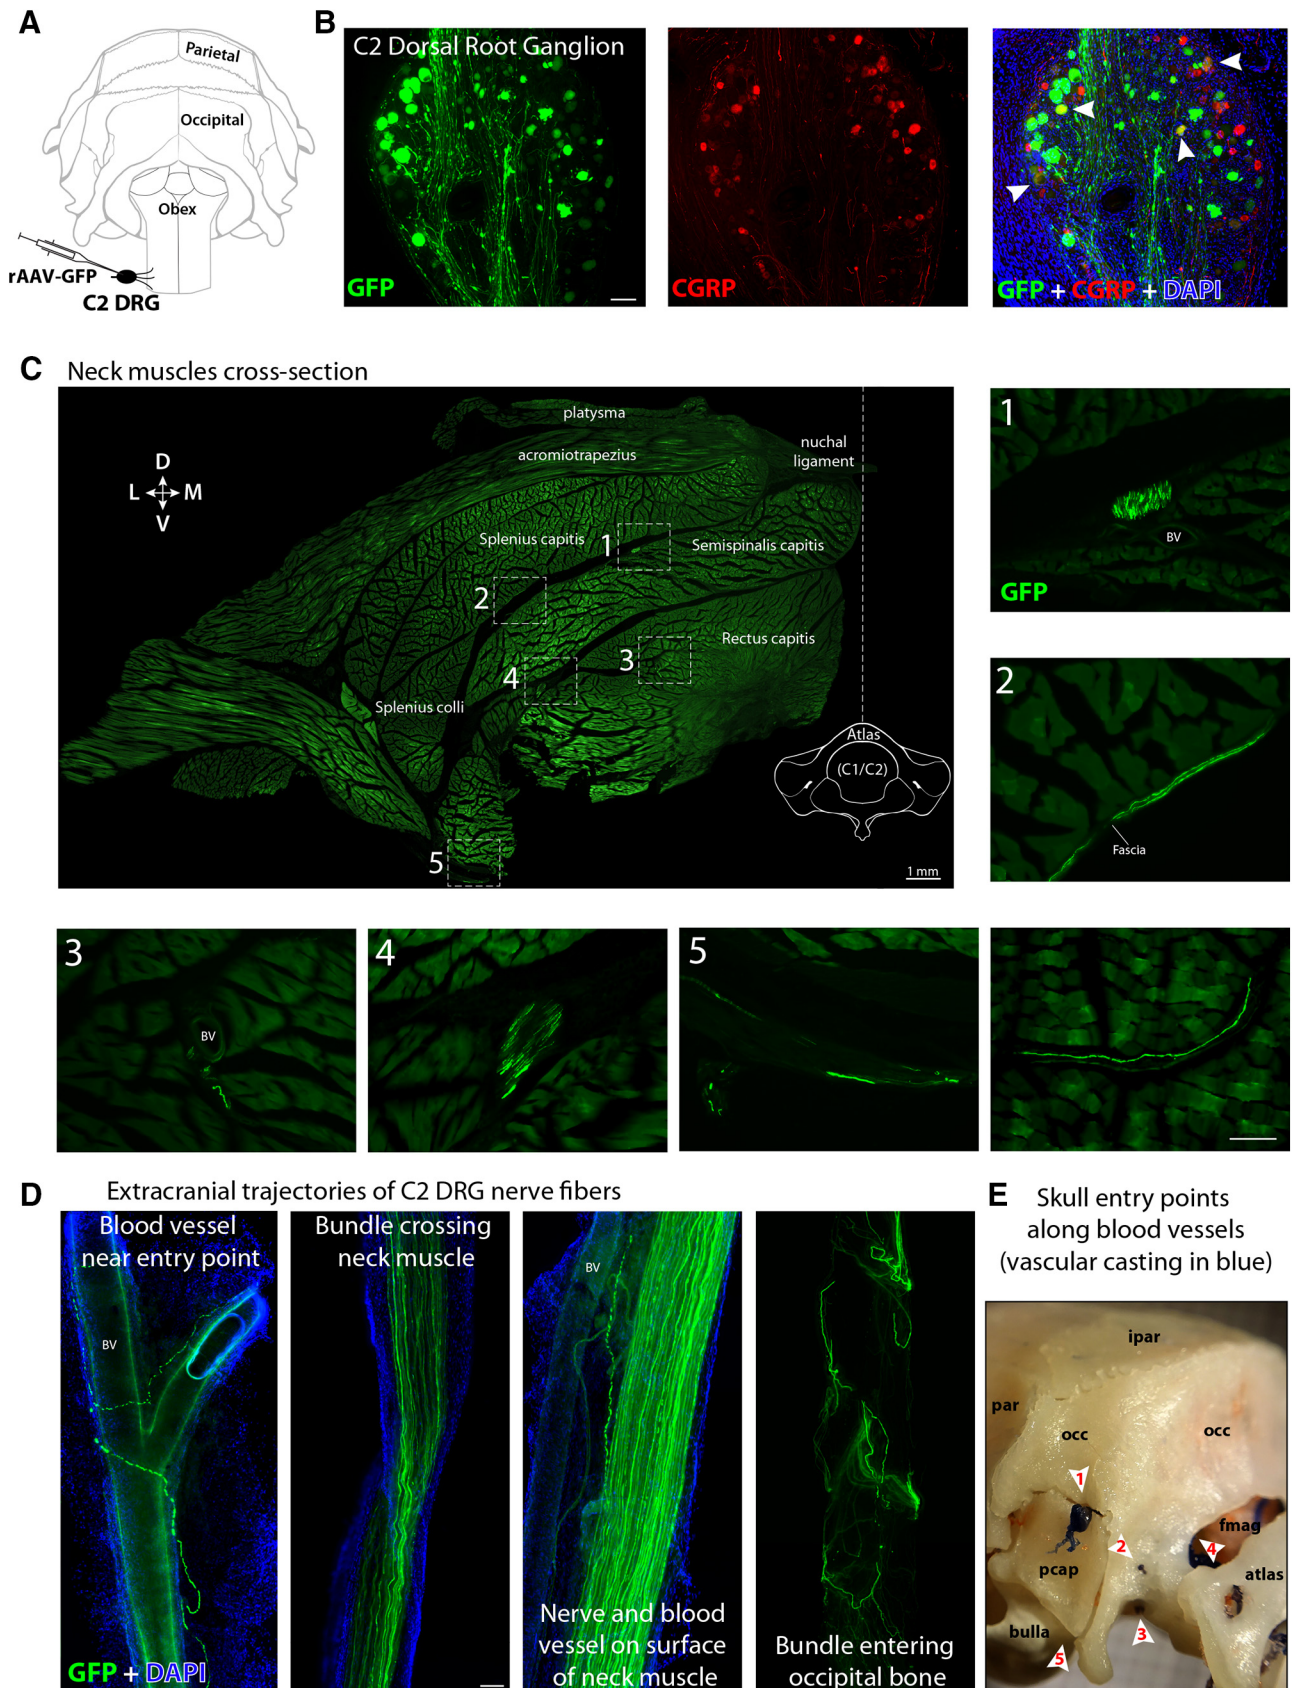 A
Parietal
Occipital
Obex
rAAV-GFP
C2 DRG
B
C2 Dorsal Root Ganglion
GFP
CGRP
GFP + CGRP + DAPI
C
Neck muscles cross-section
D
L
M
V
platysma
acromiotrapezius
nuchal
ligament
Splenius capitis
1
Semispinalis capitis
2
3
Rectus capitis
4
Splenius colli
Atlas
(C1/C2)
5
1 mm
1
BV
GFP
2
Fascia
3
BV
4
5
D
Extracranial trajectories of C2 DRG nerve fibers
Blood vessel
near entry point
BV
GFP + DAPI
Bundle crossing
neck muscle
BV
Nerve and blood
vessel on surface
of neck muscle
Bundle entering
occipital bone
E
Skull entry points
along blood vessels
(vascular casting in blue)
ipar
par
occ
occ
1
fmag
2
4
pcap
atlas
bulla
3
5